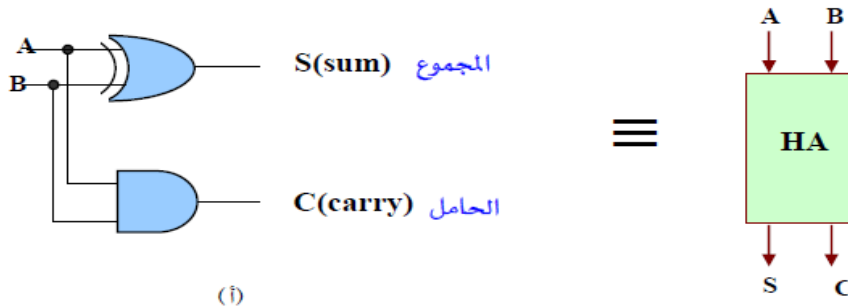 A
B
S(sum) المجموع
C(carry) الحامل
(أ)
≡
A B
HA
S C